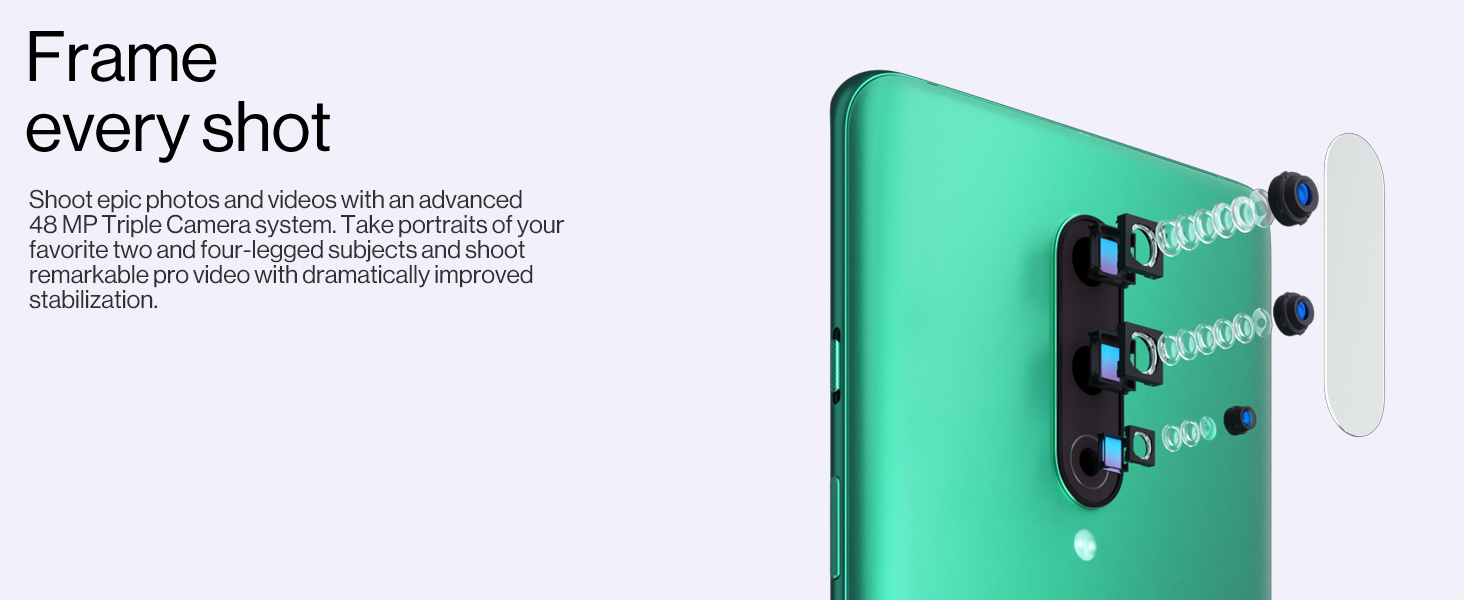 Frame
every shot
Shoot epic photos and videos with an advanced
48 MP Triple Camera system. Take portraits of your
favorite two and four-legged subjects and shoot
remarkable pro video with dramatically improved
stabilization.